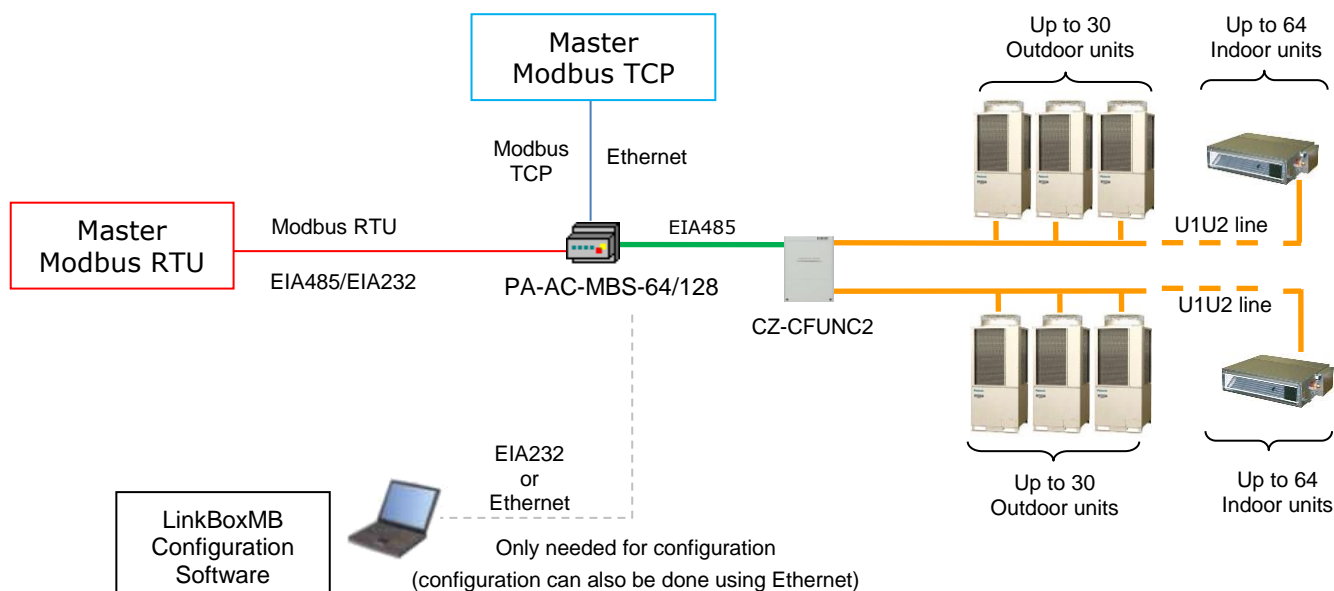 Master
Modbus TCP
Up to 30
Outdoor units
Up to 64
Indoor units
Modbus
TCP
Ethernet
Master
Modbus RTU
Modbus RTU
EIA485/EIA232
EIA485
PA-AC-MBS-64/128
CZ-CFUNC2
U1U2 line
U1U2 line
EIA232
or
Ethernet
Up to 30
Outdoor units
Up to 64
Indoor units
LinkBoxMB
Configuration
Software
Only needed for configuration
(configuration can also be done using Ethernet)